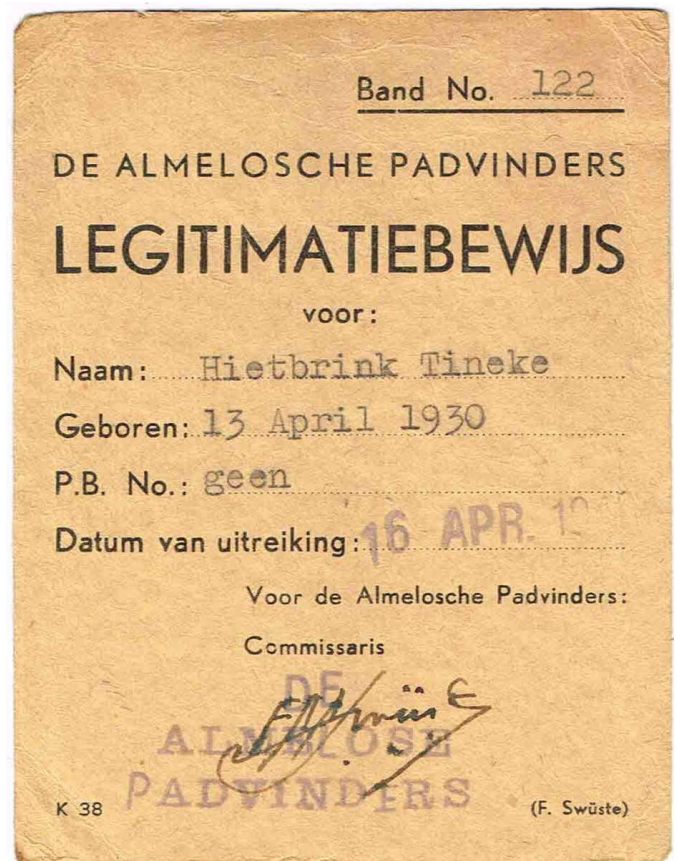 Band No. 122
DE ALMELOSCHE PADVINDERS
LEGITIMATIEBEWIJS
voor:
Naam: Hietbrink Tineke
Geboren: 13 April 1930
P.B. No.: geen
Datum van uitreiking: 16 APR.
Voor de Almelosche Padvinders:
Commissaris
DE
ALMELOSE
PADVINDERS
K 38
(F. Swüste)